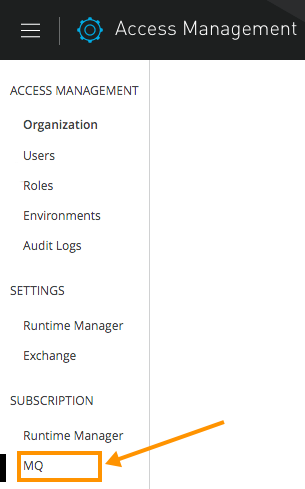 Access Management
ACCESS MANAGEMENT
Organization
Users
Roles
Environments
Audit Logs
SETTINGS
Runtime Manager
Exchange
SUBSCRIPTION
Runtime Manager
MQ